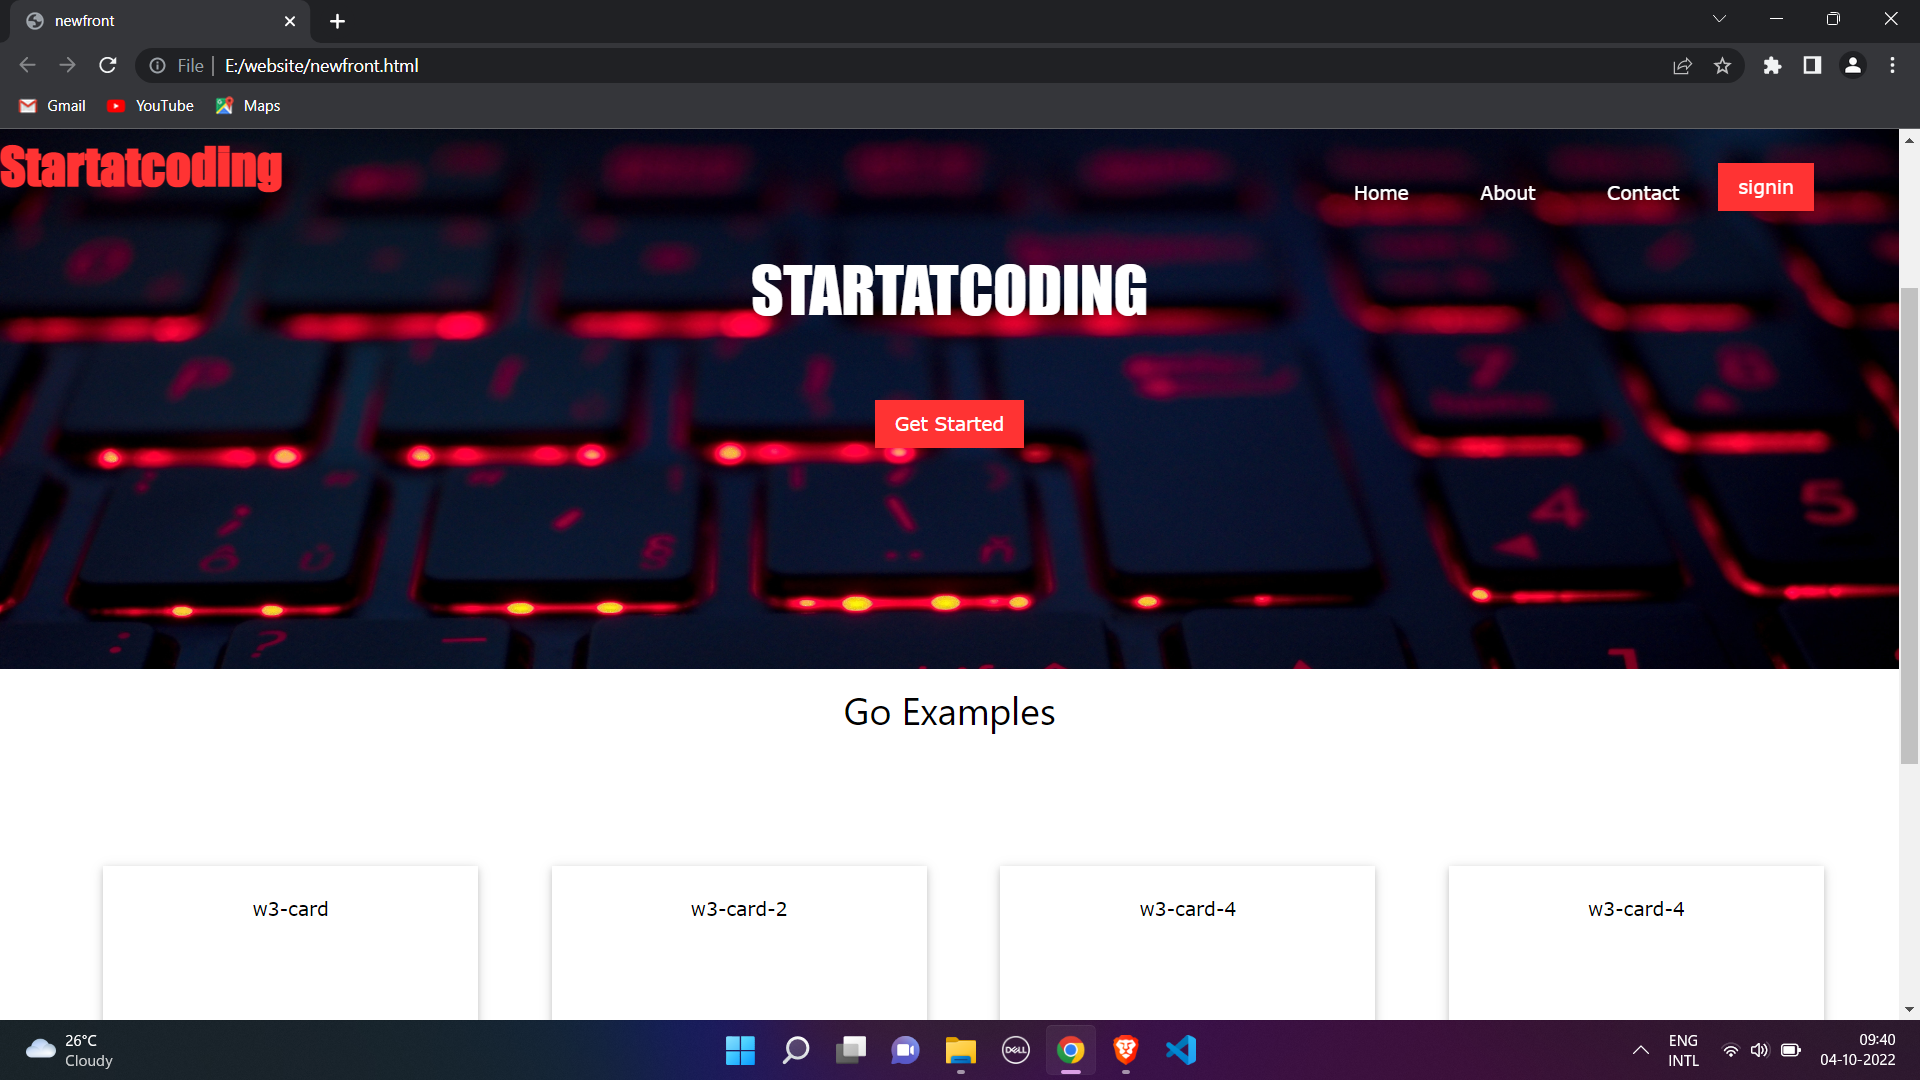 newfront
File | E:/website/newfront.html
Gmail YouTube Maps
Startatcoding
Home About Contact signin
STARTATCODING
Get Started
Go Examples
w3-card w3-card-2 w3-card-4 w3-card-4
26°C
Cloudy
DELL
ENG
INTL
09:40
04-10-2022